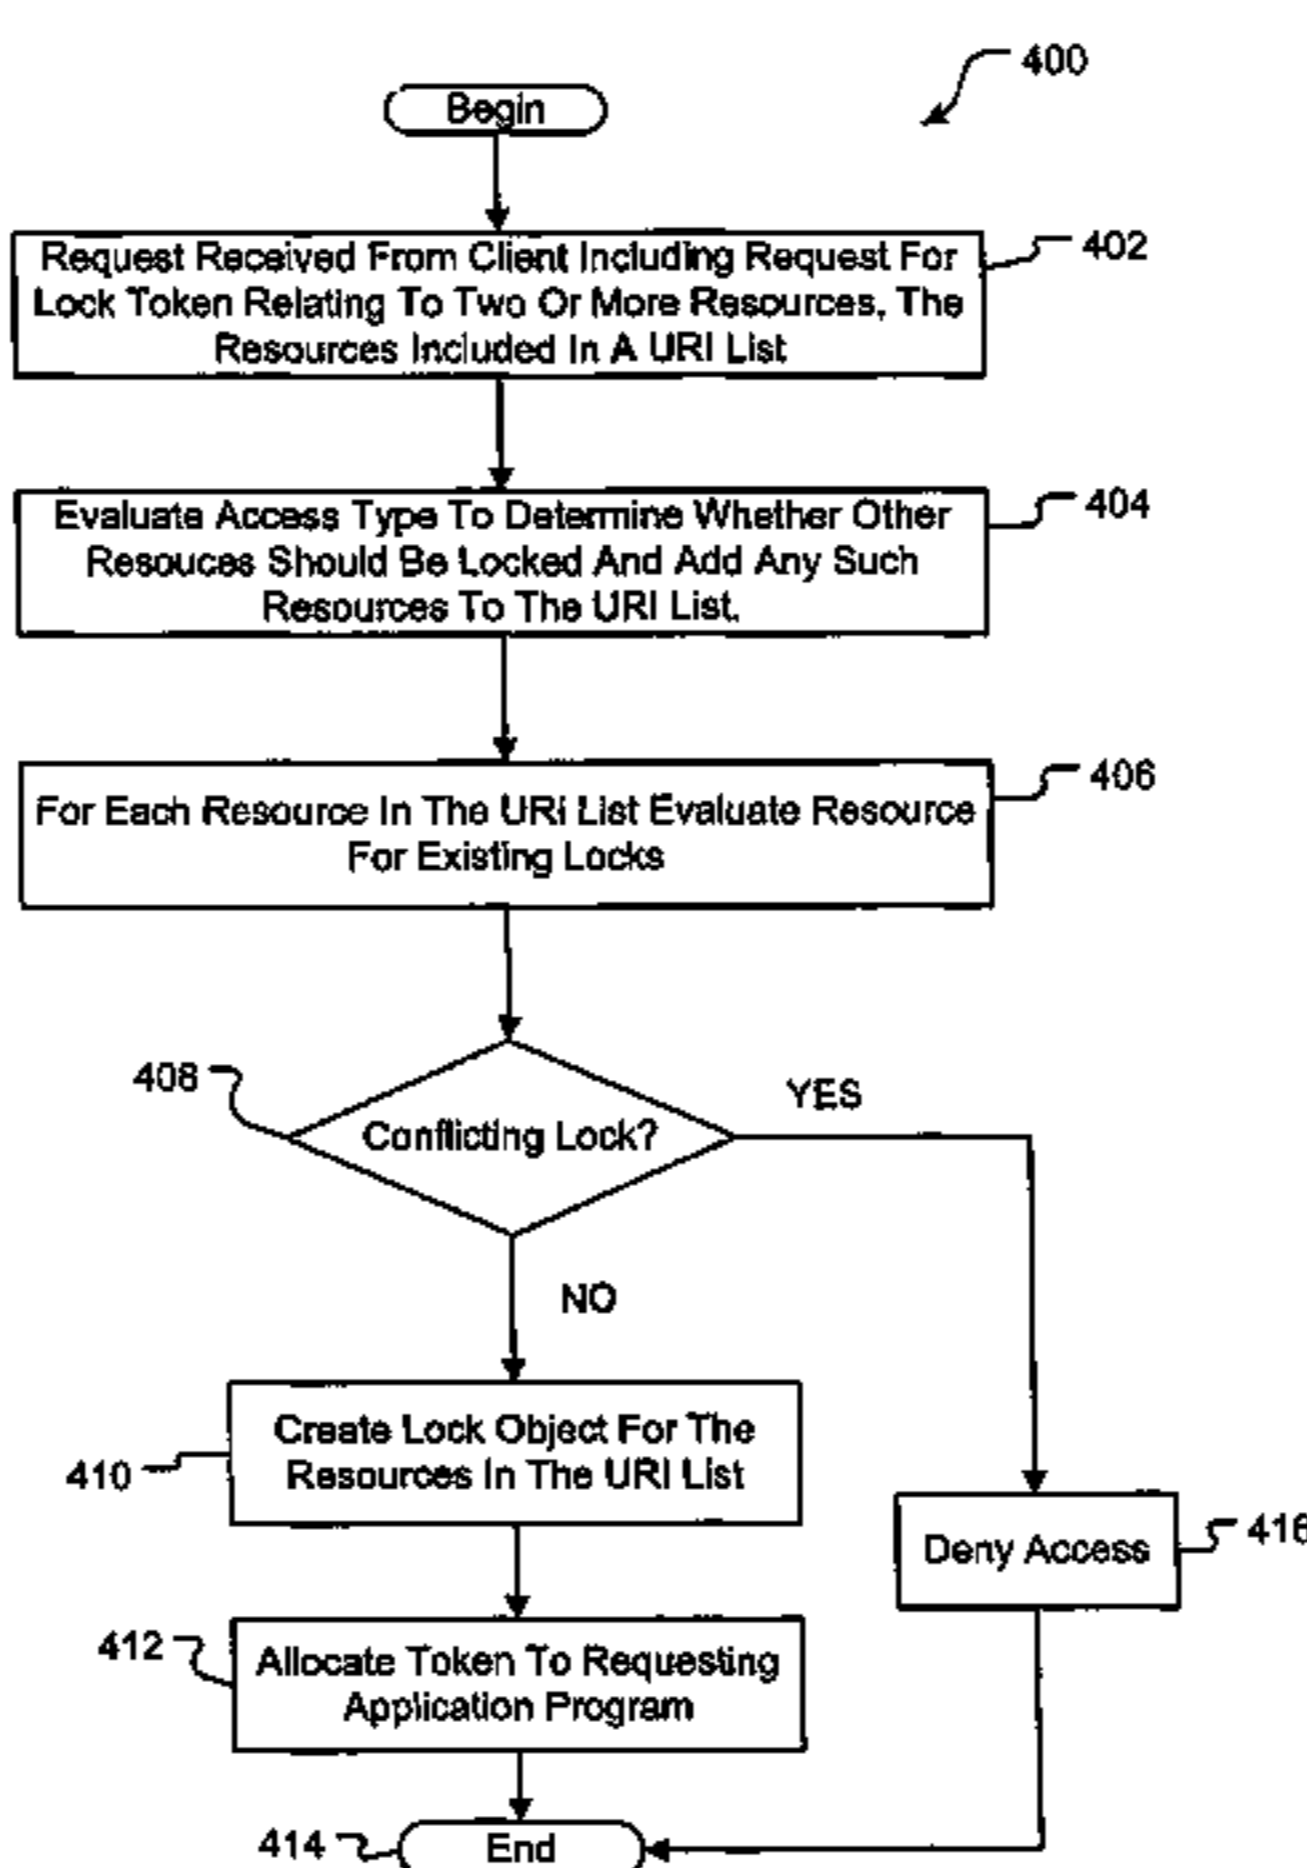 400
Begin
Request Received From Client Including Request For
Lock Token Relating To Two Or More Resources, The
Resources Included In A URI List
402
Evaluate Access Type To Determine Whether Other
Resouces Should Be Locked And Add Any Such
Resources To The URI List.
404
For Each Resource In The URI List Evaluate Resource
For Existing Locks
406
408
Conflicting Lock?
YES
NO
Create Lock Object For The
Resources In The URI List
410
Deny Access
416
412
Allocate Token To Requesting
Application Program
414
End